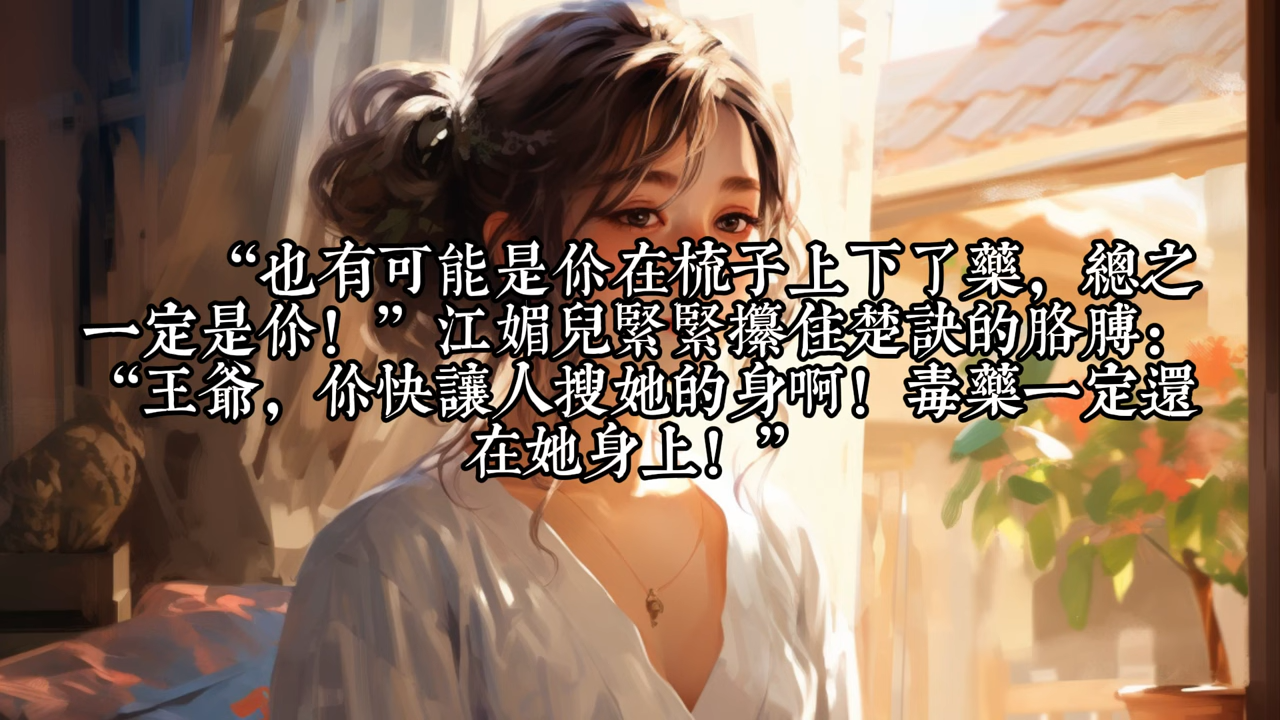 “也有可能是你在梳子上下了藥，總之
一定是你！”江媚兒緊緊攥住楚訣的胳膊：
“王爺，你快讓人搜她的身啊！毒藥一定還
在她身上！”